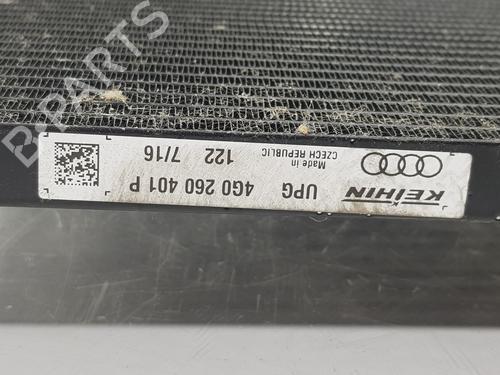 KEIHIN
UPG
4G0 260 401 P
Made in
CZECH REPUBLIC
122 7/16
B-PARTS